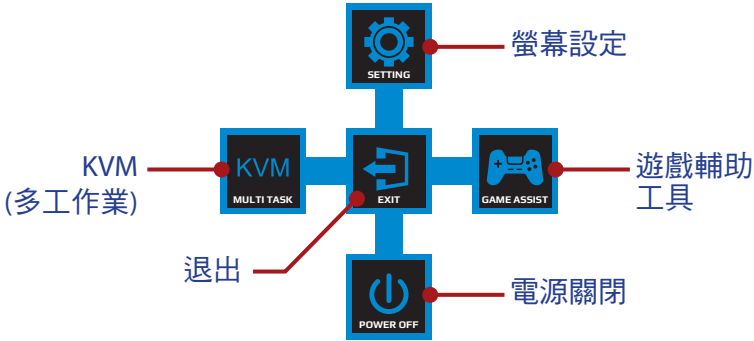 SETTING
螢幕設定
KVM
(多工作業)
KVM
MULTI TASK
EXIT
GAME ASSIST
遊戲輔助
工具
退出
POWER OFF
電源關閉